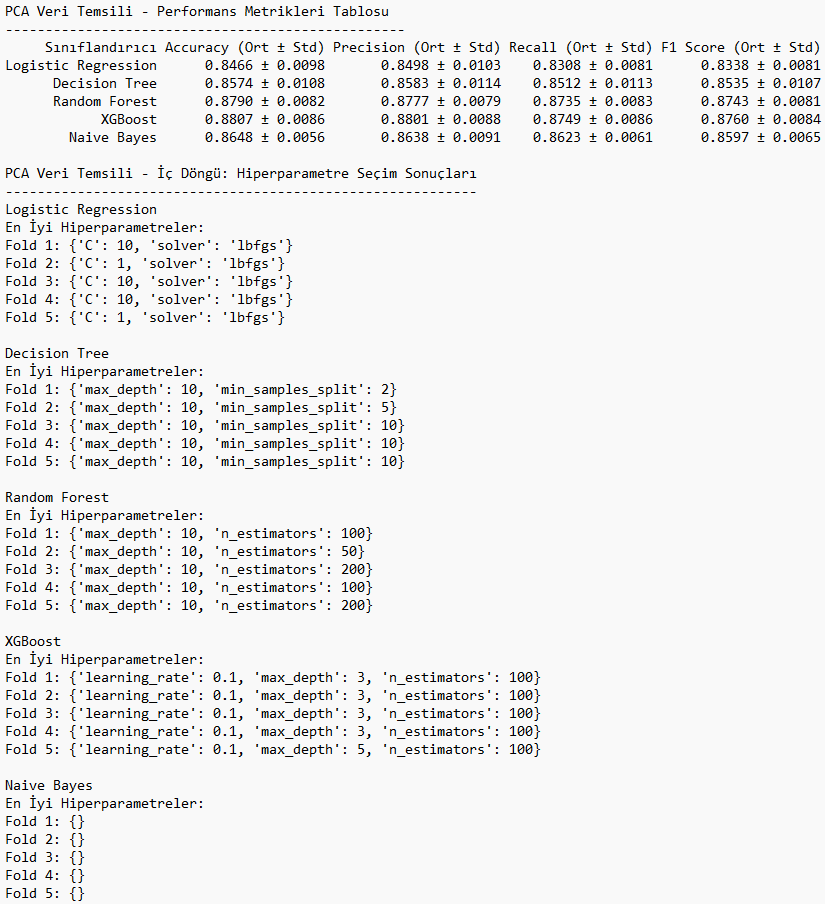 PCA Veri Temsili - Performans Metrikleri Tablosu
--------------------------------------------------
Sınıflandırıcı Accuracy (Ort ± Std) Precision (Ort ± Std) Recall (Ort ± Std) F1 Score (Ort ± Std)
Logistic Regression 0.8466 ± 0.0098 0.8498 ± 0.0103 0.8308 ± 0.0081 0.8338 ± 0.0081
Decision Tree 0.8574 ± 0.0108 0.8583 ± 0.0114 0.8512 ± 0.0113 0.8535 ± 0.0107
Random Forest 0.8790 ± 0.0082 0.8777 ± 0.0079 0.8735 ± 0.0083 0.8743 ± 0.0081
XGBoost 0.8807 ± 0.0086 0.8801 ± 0.0088 0.8749 ± 0.0086 0.8760 ± 0.0084
Naive Bayes 0.8648 ± 0.0056 0.8638 ± 0.0091 0.8623 ± 0.0061 0.8597 ± 0.0065
PCA Veri Temsili - İç Döngü: Hiperparametre Seçim Sonuçları
-----------------------------------------------------------
Logistic Regression
En İyi Hiperparametreler:
Fold 1: {'C': 10, 'solver': 'lbfgs'}
Fold 2: {'C': 1, 'solver': 'lbfgs'}
Fold 3: {'C': 10, 'solver': 'lbfgs'}
Fold 4: {'C': 10, 'solver': 'lbfgs'}
Fold 5: {'C': 1, 'solver': 'lbfgs'}
Decision Tree
En İyi Hiperparametreler:
Fold 1: {'max_depth': 10, 'min_samples_split': 2}
Fold 2: {'max_depth': 10, 'min_samples_split': 5}
Fold 3: {'max_depth': 10, 'min_samples_split': 10}
Fold 4: {'max_depth': 10, 'min_samples_split': 10}
Fold 5: {'max_depth': 10, 'min_samples_split': 10}
Random Forest
En İyi Hiperparametreler:
Fold 1: {'max_depth': 10, 'n_estimators': 100}
Fold 2: {'max_depth': 10, 'n_estimators': 50}
Fold 3: {'max_depth': 10, 'n_estimators': 200}
Fold 4: {'max_depth': 10, 'n_estimators': 100}
Fold 5: {'max_depth': 10, 'n_estimators': 200}
XGBoost
En İyi Hiperparametreler:
Fold 1: {'learning_rate': 0.1, 'max_depth': 3, 'n_estimators': 100}
Fold 2: {'learning_rate': 0.1, 'max_depth': 3, 'n_estimators': 100}
Fold 3: {'learning_rate': 0.1, 'max_depth': 3, 'n_estimators': 100}
Fold 4: {'learning_rate': 0.1, 'max_depth': 3, 'n_estimators': 100}
Fold 5: {'learning_rate': 0.1, 'max_depth': 5, 'n_estimators': 100}
Naive Bayes
En İyi Hiperparametreler:
Fold 1: {}
Fold 2: {}
Fold 3: {}
Fold 4: {}
Fold 5: {}